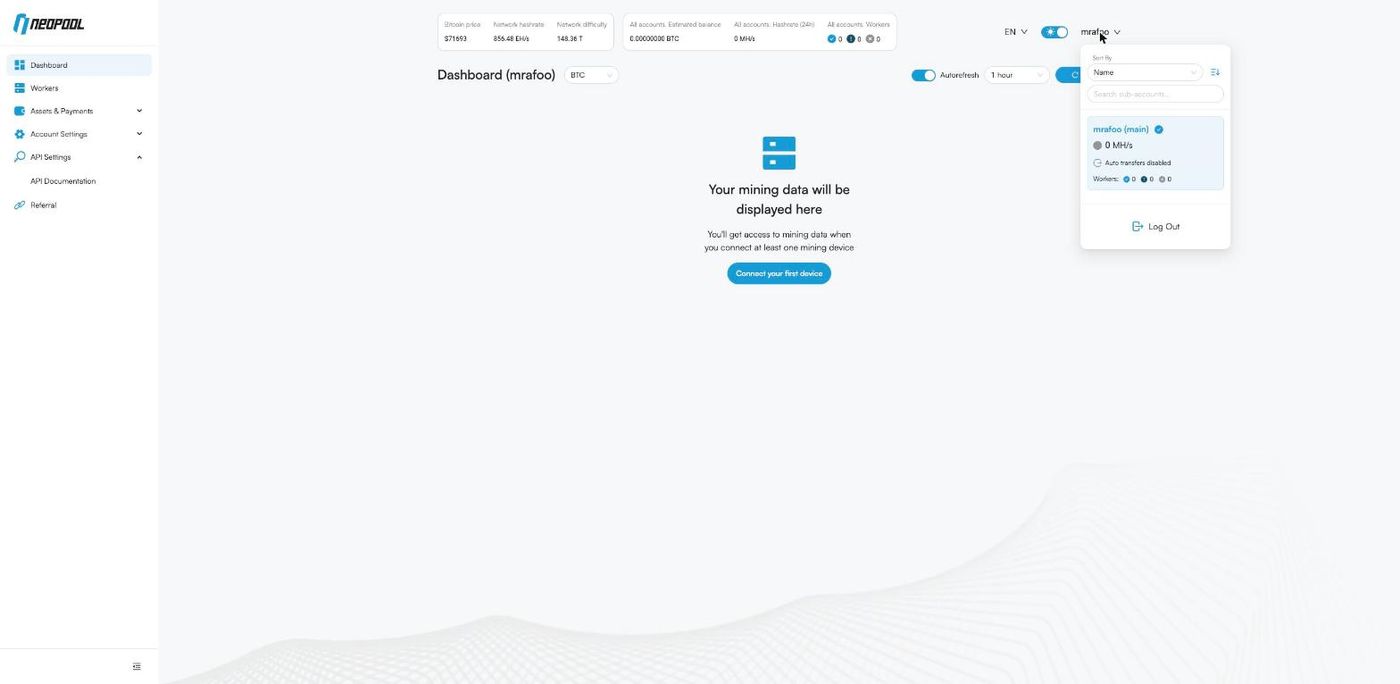 NEOPOOL
Dashboard
Workers
Assets & Payments
Account Settings
API Settings
API Documentation
Referral
Bitcoin price Network hashrate Network difficulty
$71693 856.48 EH/s 148.36 T
All accounts. Estimated balance All accounts. Hashrate (24h) All accounts. Workers
0.00000000 BTC 0 MH/s 0 0 0
EN
Dashboard (mrafoo) BTC
Autorefresh 1 hour
Your mining data will be
displayed here
You'll get access to mining data when
you connect at least one mining device
Connect your first device
mrafoo
Sort By
Name
Search sub-accounts...
mrafoo (main)
0 MH/s
Auto transfers disabled
Workers: 0 0 0
Log Out